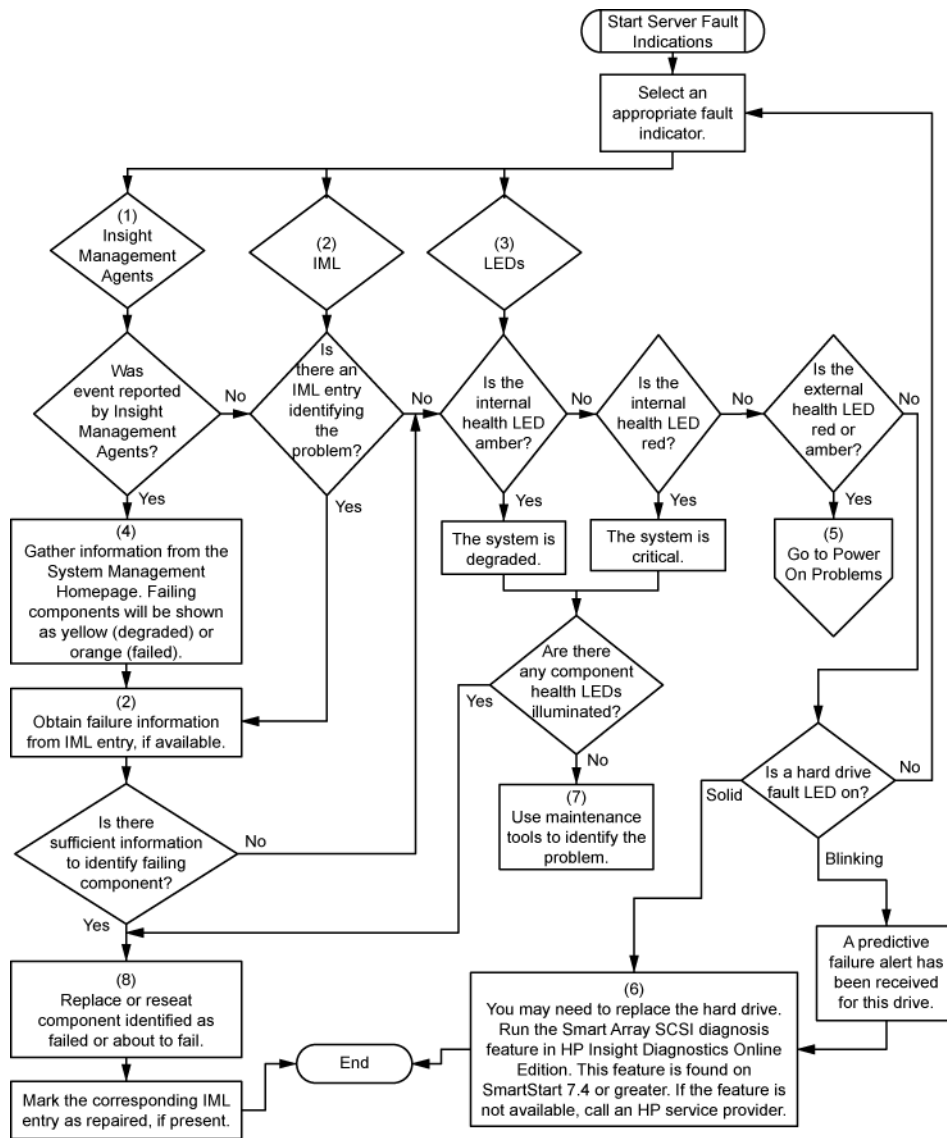 Start Server Fault
Indications
Select an
appropriate fault
indicator.
(1)
Insight
Management
Agents
(2)
IML
(3)
LEDs
Was
event reported
by Insight
Management
Agents?
No
Yes
Is
there an
IML entry
identifying
the
problem?
No
Yes
Is the
internal
health LED
amber?
No
Yes
Is the
internal
health LED
red?
No
Yes
Is the
external
health LED
red or
amber?
No
Yes
(4)
Gather information from the
System Management
Homepage. Failing
components will be shown
as yellow (degraded) or
orange (failed).
The system is
degraded.
The system is
critical.
(5)
Go to Power
On Problems
Are there
any component
health LEDs
illuminated?
Yes
No
(2)
Obtain failure information
from IML entry, if available.
(7)
Use maintenance
tools to identify the
problem.
Is a hard drive
fault LED on?
Solid
No
Blinking
Is there
sufficient information
to identify failing
component?
No
Yes
A predictive
failure alert has
been received
for this drive.
(8)
Replace or reseat
component identified as
failed or about to fail.
(6)
You may need to replace the hard drive.
Run the Smart Array SCSI diagnosis
feature in HP Insight Diagnostics Online
Edition. This feature is found on
SmartStart 7.4 or greater. If the feature is
not available, call an HP service provider.
End
Mark the corresponding IML
entry as repaired, if present.